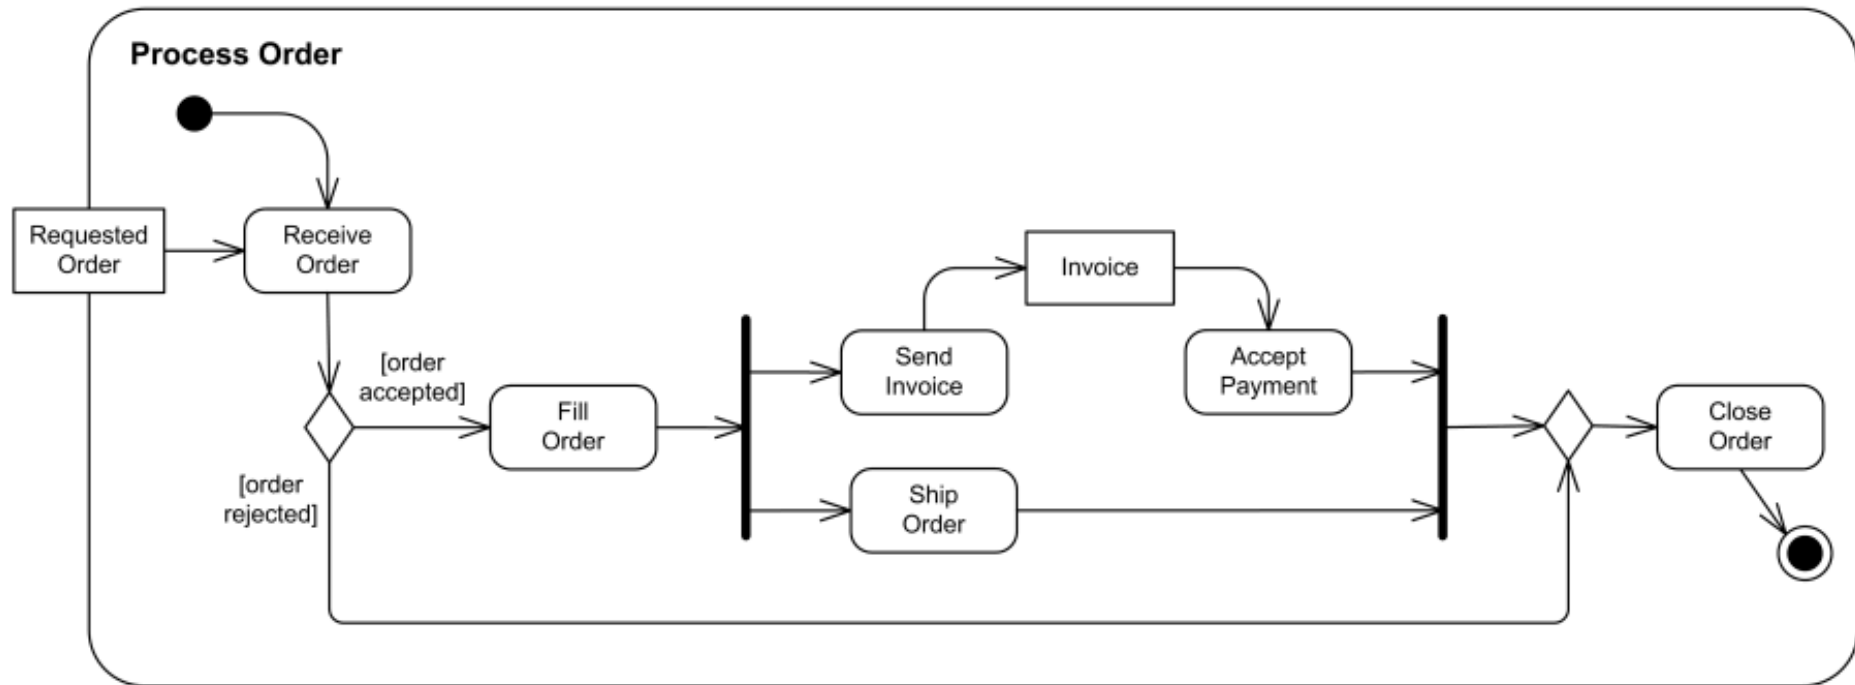 Process Order
Requested
Order
Receive
Order
[order
accepted]
[order
rejected]
Fill
Order
Send
Invoice
Invoice
Accept
Payment
Ship
Order
Close
Order